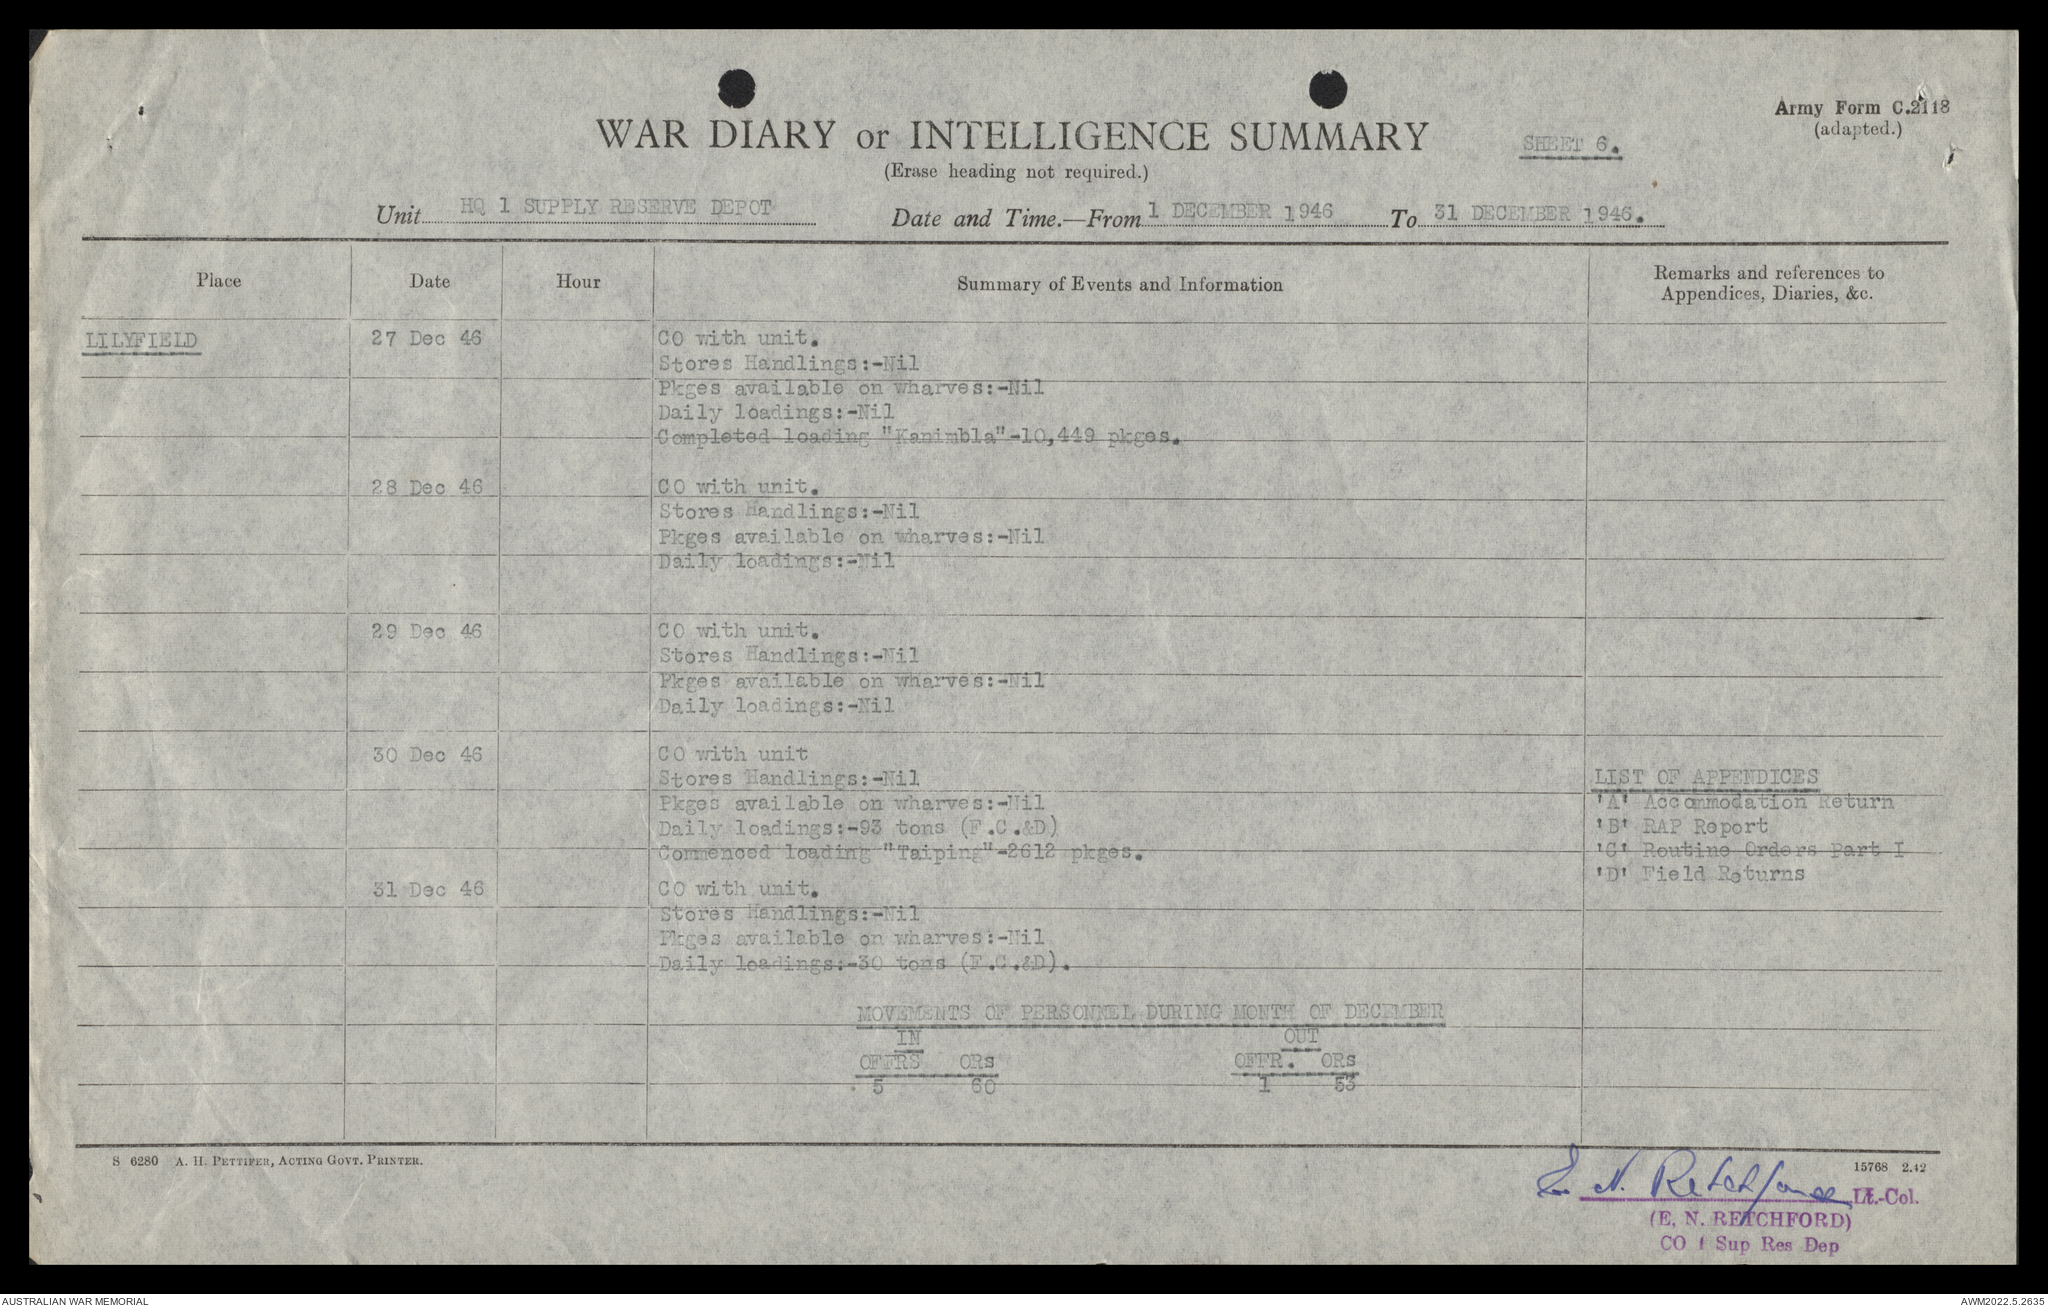 Army Form C.2118
(adapted.)
WAR DIARY or INTELLIGENCE SUMMARY
SHEET 6.
(Erase heading not required.)
Unit HQ 1 SUPPLY RESERVE DEPOT Date and Time.—From 1 DECEMBER 1946 To 31 DECEMBER 1946.
Place Date Hour Summary of Events and Information Remarks and references to
Appendices, Diaries, &c.
LILYFIELD 27 Dec 46 CO with unit.
Stores Handlings:-Nil
Pkges available on wharves:-Nil
Daily loadings:-Nil
Completed loading "Kanimbla"-10,449 pkges.
28 Dec 46 CO with unit.
Stores Handlings:-Nil
Pkges available on wharves:-Nil
Daily loadings:-Nil
29 Dec 46 CO with unit.
Stores Handlings:-Nil
Pkges available on wharves:-Nil
Daily loadings:-Nil
30 Dec 46 CO with unit
Stores Handlings:-Nil
Pkges available on wharves:-Nil
Daily loadings:-93 tons (F.C.&D)
Commenced loading "Taiping"-2612 pkges.
LIST OF APPENDICES
'A' Accommodation Return
'B' RAP Report
'C' Routine Orders Part I
'D' Field Returns
31 Dec 46 CO with unit.
Stores Handlings:-Nil
Pkges available on wharves:-Nil
Daily loadings:-30 tons (F.C.&D).
MOVEMENTS OF PERSONNEL DURING MONTH OF DECEMBER
IN OUT
OFFRS ORs OFFR. ORs
5 60 1 53
S 6280 A. H. PETTIFER, ACTING GOVT. PRINTER.
15768 2.42
E. N. Retchford Lt.-Col.
(E. N. RETCHFORD)
CO 1 Sup Res Dep
AUSTRALIAN WAR MEMORIAL
AWM2022.5.2635